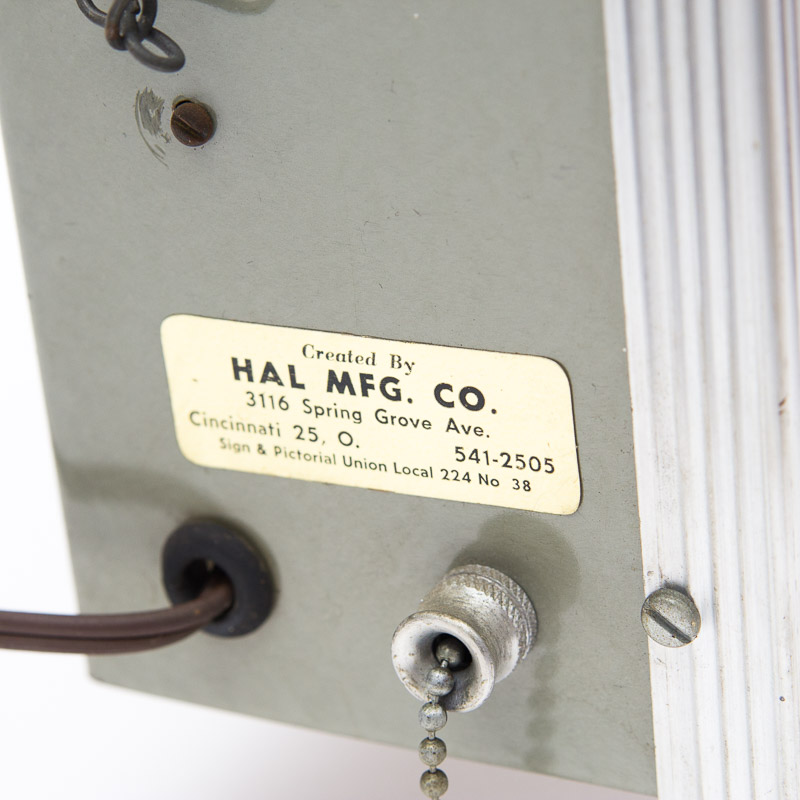 Created By
HAL MFG. CO.
3116 Spring Grove Ave.
Cincinnati 25, O. 541-2505
Sign & Pictorial Union Local 224 No 38